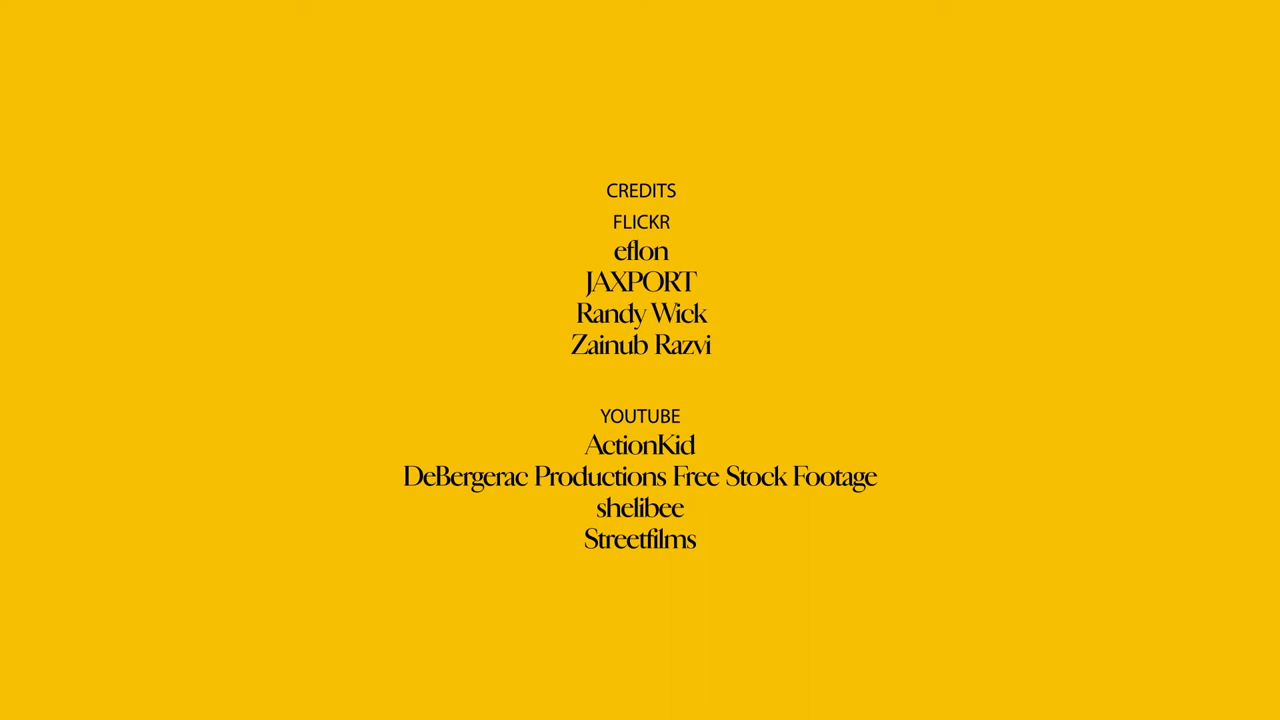 CREDITS
FLICKR
eflon
JAXPORT
Randy Wick
Zainub Razvi
YOUTUBE
ActionKid
DeBergerac Productions Free Stock Footage
shelibee
Streetfilms